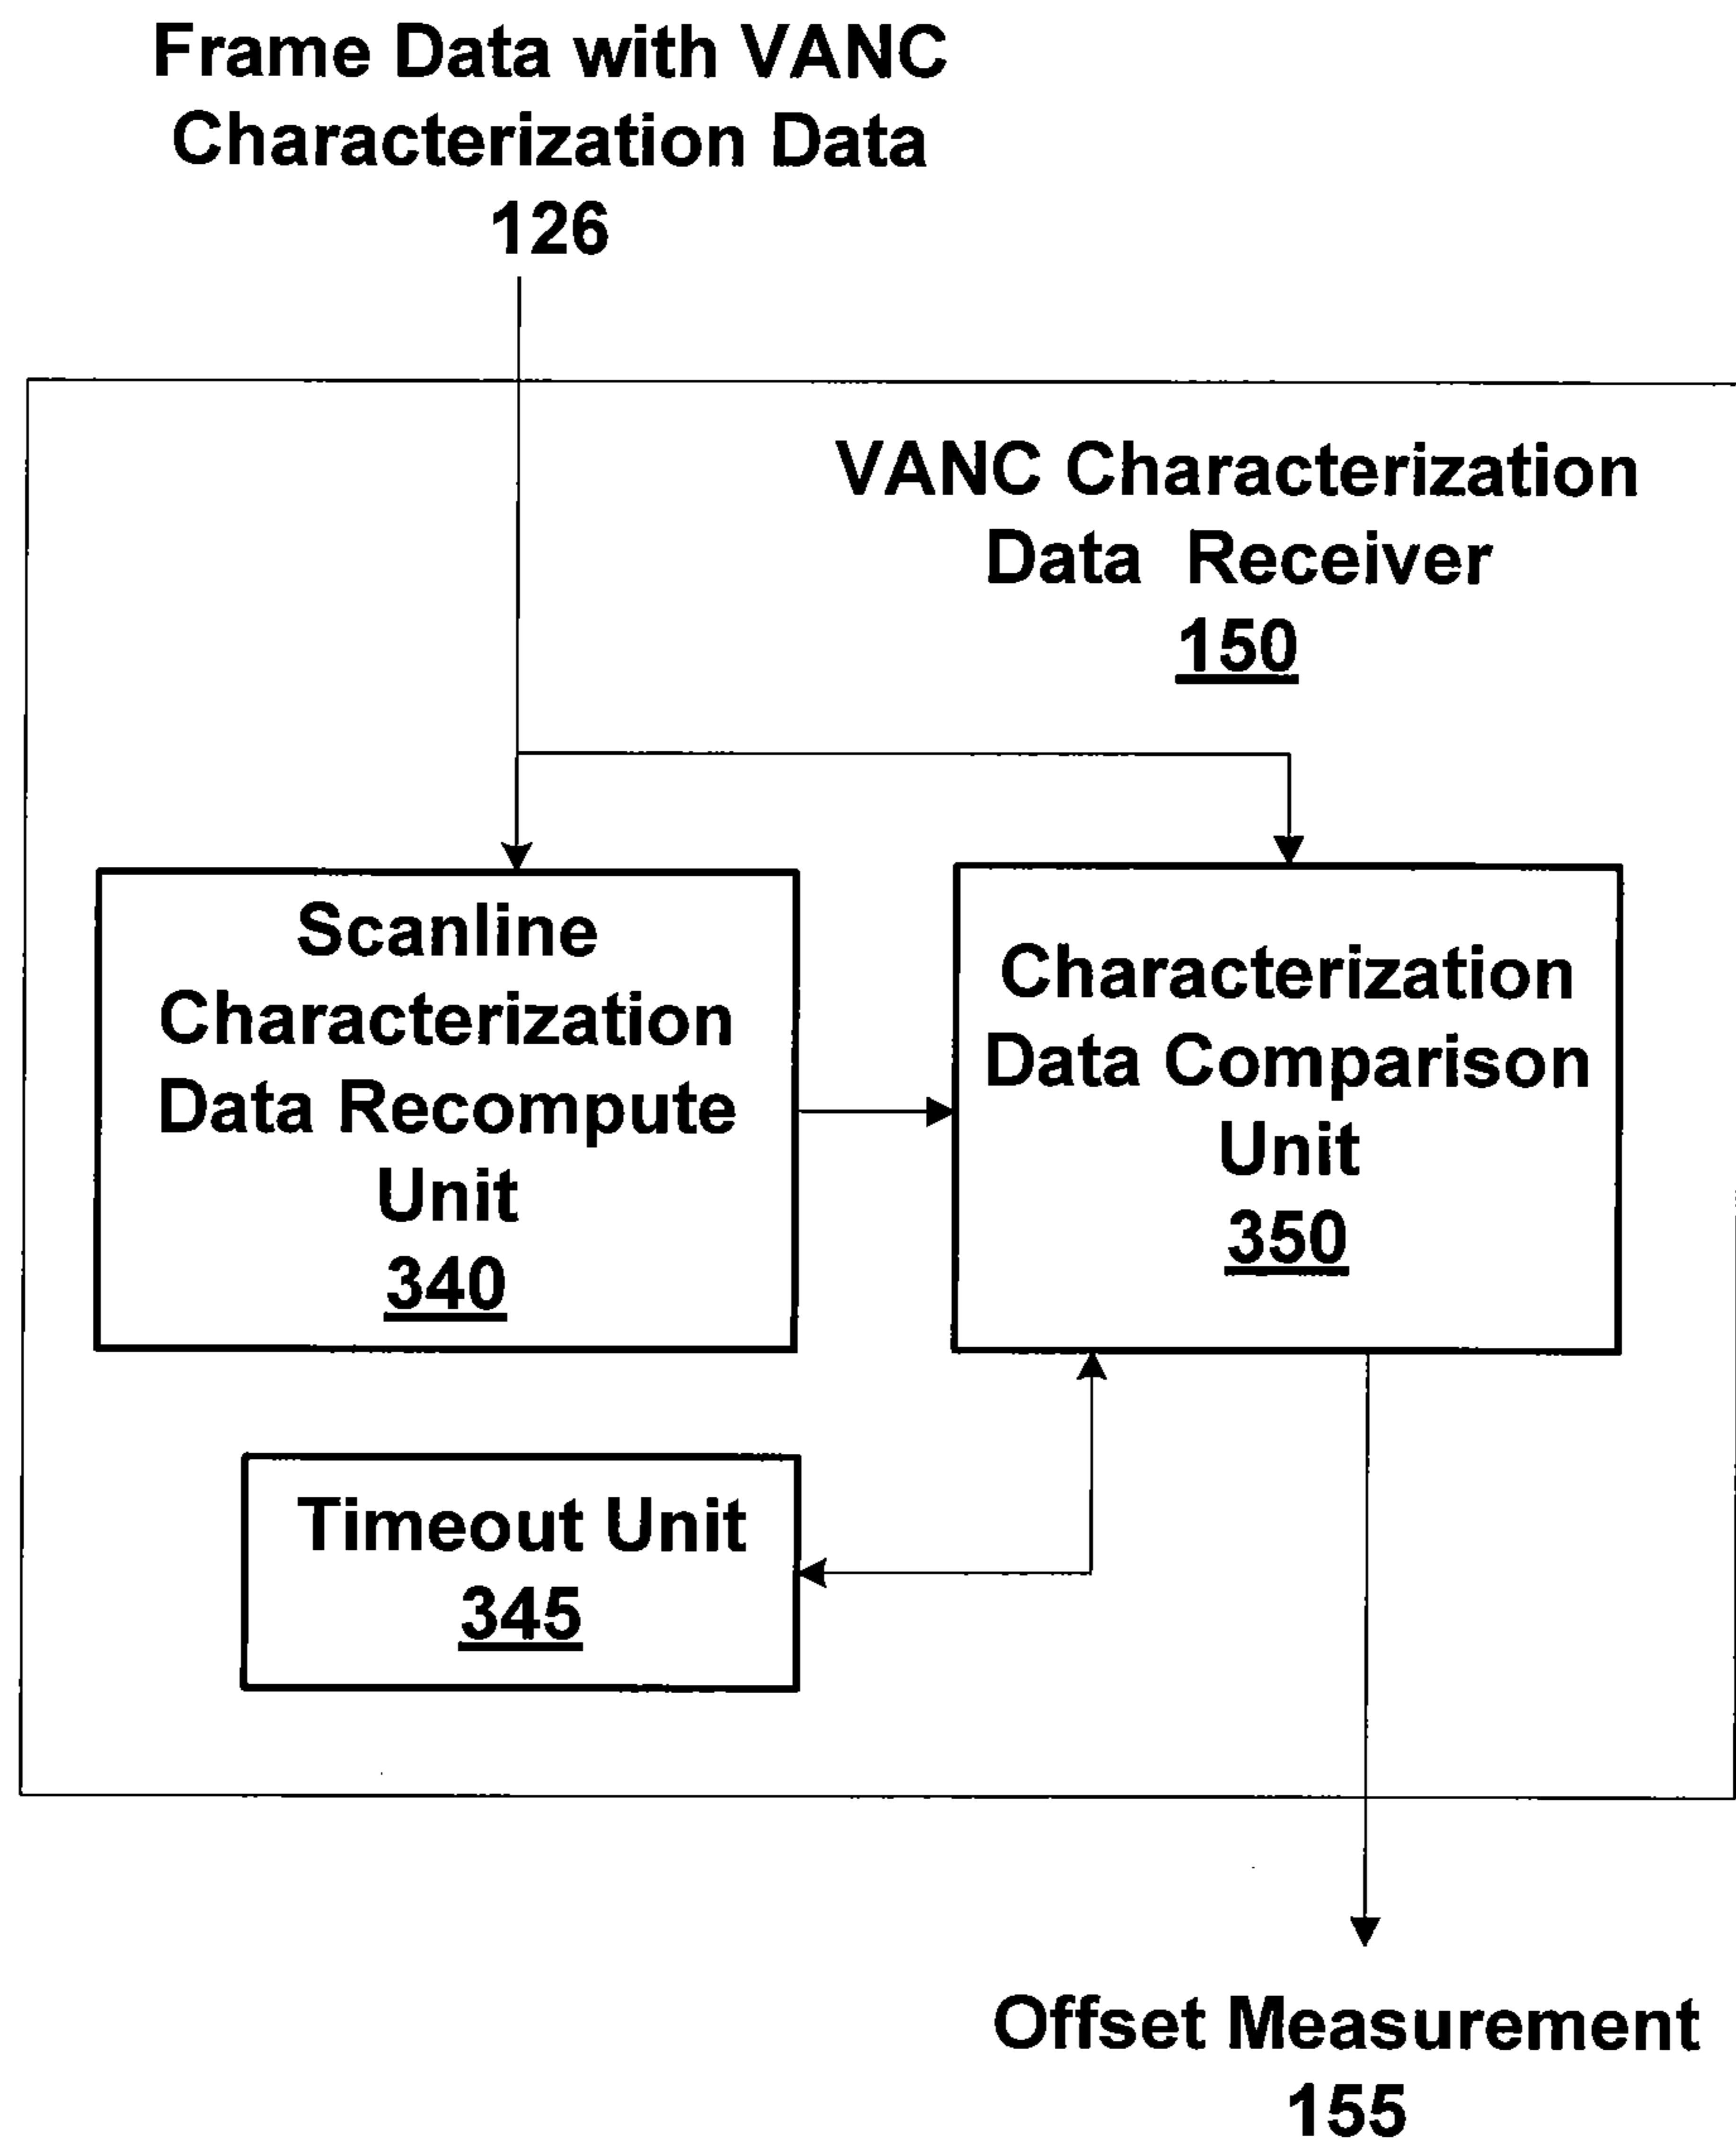 Frame Data with VANC
Characterization Data
126
VANC Characterization
Data Receiver
150
Scanline
Characterization
Data Recompute
Unit
340
Characterization
Data Comparison
Unit
350
Timeout Unit
345
Offset Measurement
155